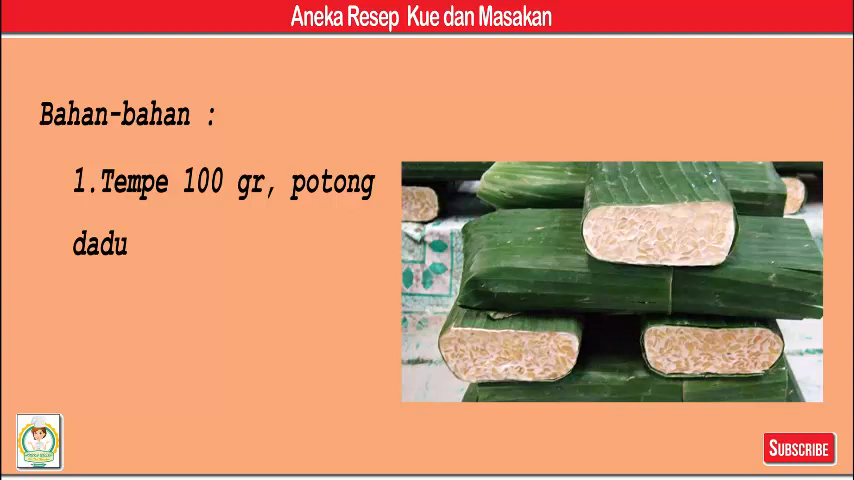 Aneka Resep Kue dan Masakan
Bahan-bahan :
1.Tempe 100 gr, potong
dadu
SUBSCRIBE